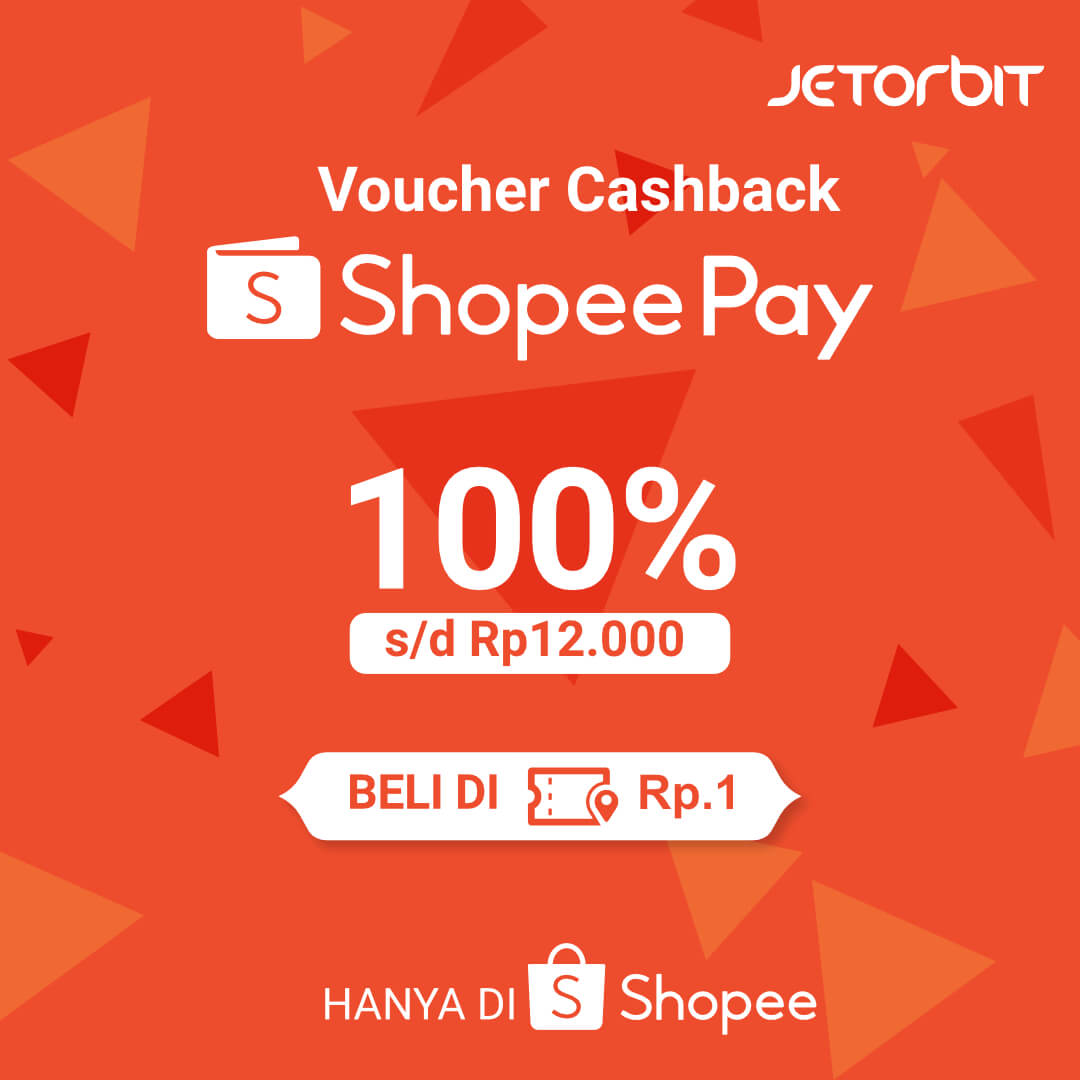 JETORBIT
Voucher Cashback
S ShopeePay
100%
s/d Rp12.000
BELI DI Rp.1
HANYA DI S Shopee